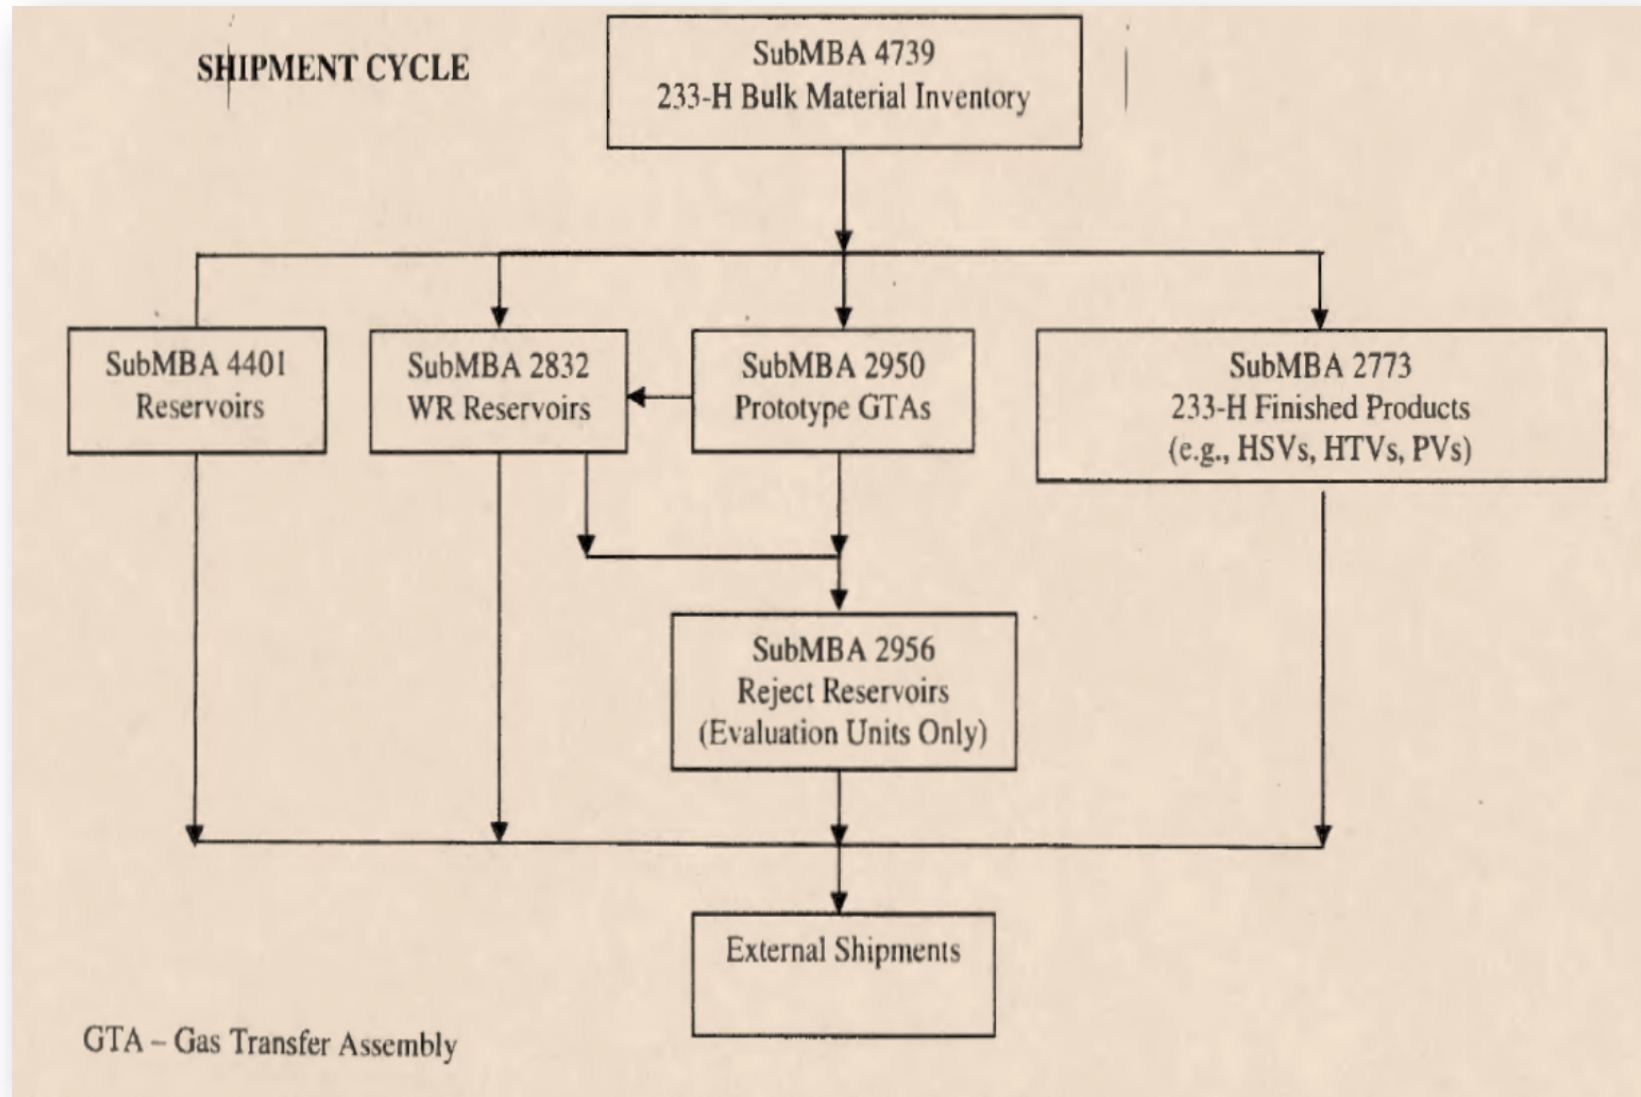 SHIPMENT CYCLE
SubMBA 4739
233-H Bulk Material Inventory
SubMBA 4401
Reservoirs
SubMBA 2832
WR Reservoirs
SubMBA 2950
Prototype GTAs
SubMBA 2773
233-H Finished Products
(e.g., HSVs, HTVs, PVs)
SubMBA 2956
Reject Reservoirs
(Evaluation Units Only)
External Shipments
GTA – Gas Transfer Assembly